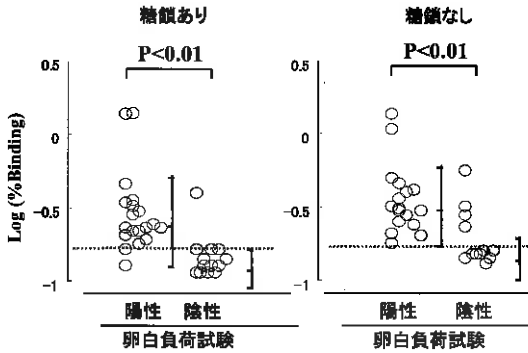 糖鎖あり
P<0.01
Log (%Binding)
0.5
0
−0.5
−1
陽性
陰性
卵白負荷試験
糖鎖なし
P<0.01
0.5
0
−0.5
−1
陽性
陰性
卵白負荷試験